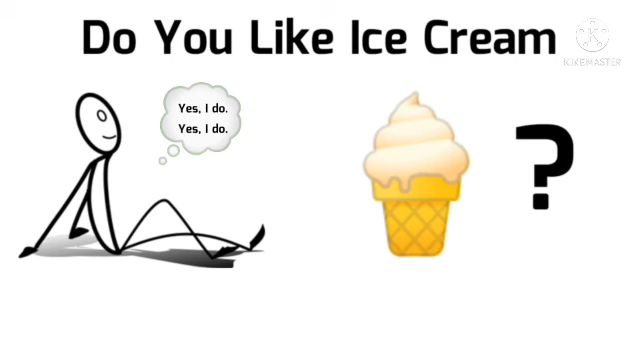 Do You Like Ice Cream
K
KINEMASTER
Yes, I do.
Yes, I do.
?